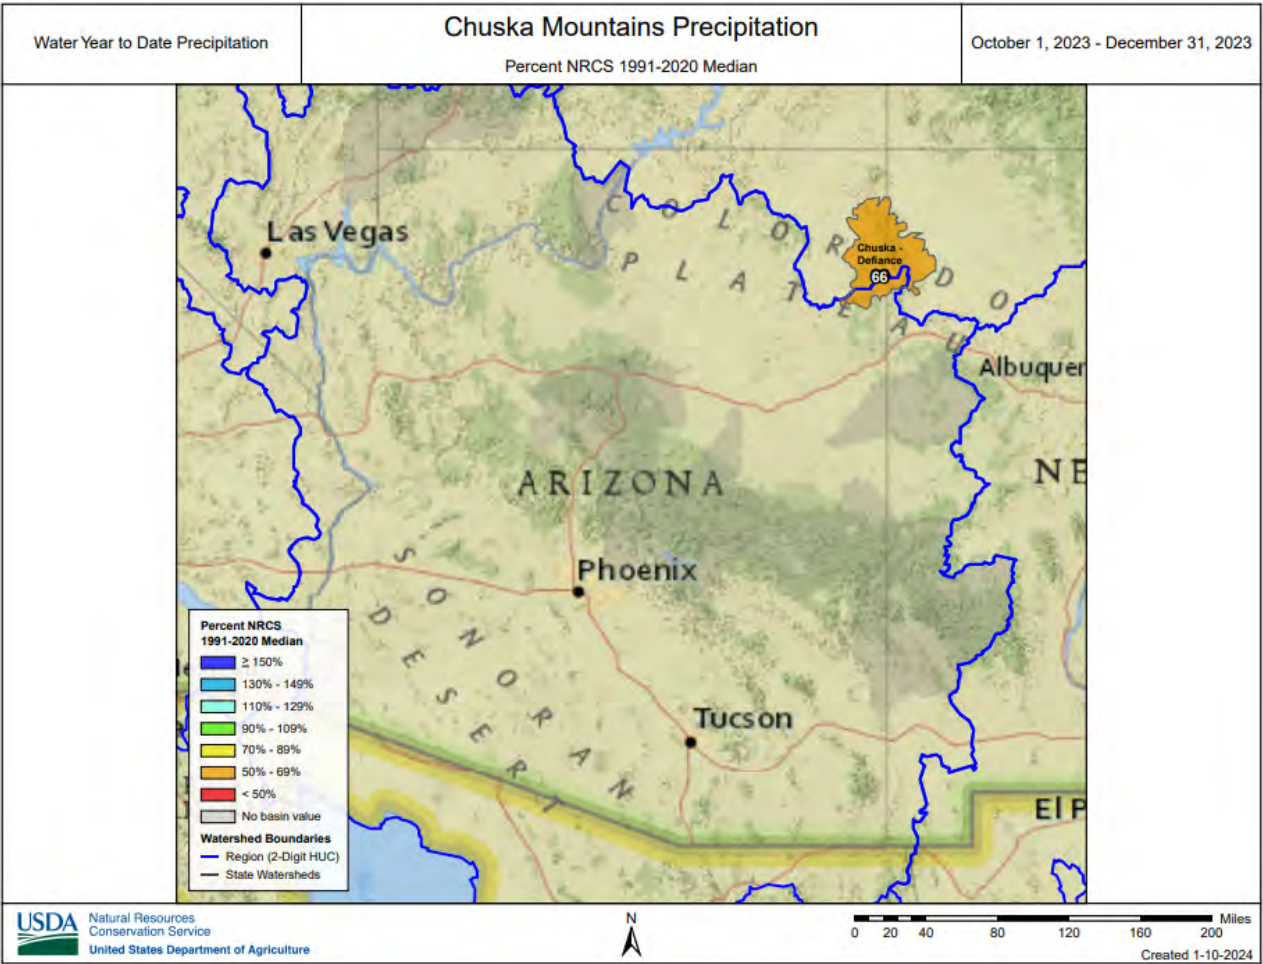 Water Year to Date Precipitation
Chuska Mountains Precipitation
Percent NRCS 1991-2020 Median
October 1, 2023 - December 31, 2023
Las Vegas
COLORADO
PLATEAU
Chuska -
Defiance
66
Albuquer
ARIZONA
NE
Phoenix
SONORAN
DESERT
Tucson
El P
Percent NRCS
1991-2020 Median
≥ 150%
130% - 149%
110% - 129%
90% - 109%
70% - 89%
50% - 69%
< 50%
No basin value
Watershed Boundaries
Region (2-Digit HUC)
State Watersheds
USDA
Natural Resources
Conservation Service
United States Department of Agriculture
N
Miles
0 20 40 80 120 160 200
Created 1-10-2024